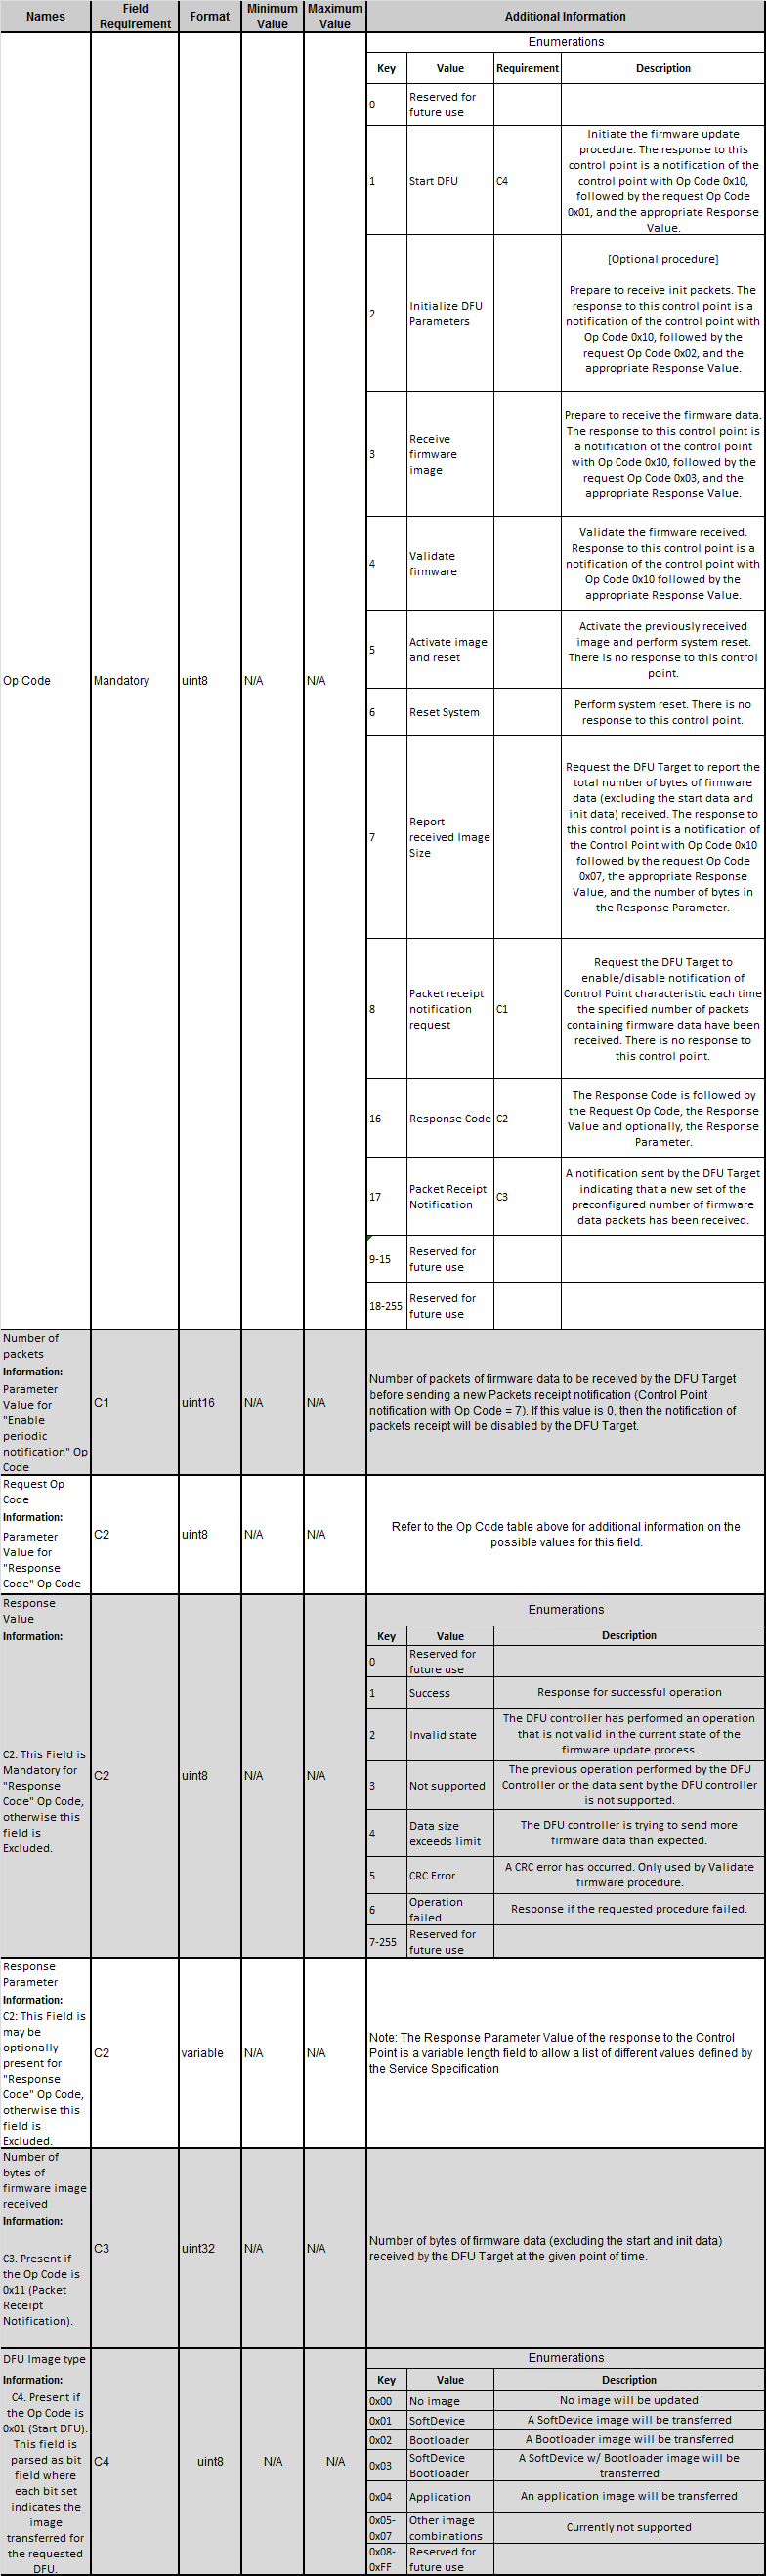 Names
Field Requirement
Format
Minimum Value
Maximum Value
Additional Information
Op Code
Mandatory
uint8
N/A
N/A
Enumerations
Key
Value
Requirement
Description
0
Reserved for
future use
1
Start DFU
C4
Initiate the firmware update
procedure. The response to this
control point is a notification of the
control point with Op Code 0x10,
followed by the request Op Code
0x01, and the appropriate Response
Value.
2
Initialize DFU
Parameters
[Optional procedure]
Prepare to receive init packets. The
response to this control point is a
notification of the control point with
Op Code 0x10, followed by the
request Op Code 0x02, and the
appropriate Response Value.
3
Receive
firmware
image
Prepare to receive the firmware data.
The response to this control point is
a notification of the control point
with Op Code 0x10, followed by the
request Op Code 0x03, and the
appropriate Response Value.
4
Validate
firmware
Validate the firmware received.
Response to this control point is a
notification of the control point with
Op Code 0x10 followed by the
appropriate Response Value.
5
Activate image
and reset
Activate the previously received
image and perform system reset.
There is no response to this control
point.
6
Reset System
Perform system reset. There is no
response to this control point.
7
Report
received Image
Size
Request the DFU Target to report the
total number of bytes of firmware
data (excluding the start data and
init data) received. The response to
this control point is a notification of
the Control Point with Op Code 0x10
followed by the request Op Code
0x07, the appropriate Response
Value, and the number of bytes in
the Response Parameter.
8
Packet receipt
notification
request
C1
Request the DFU Target to
enable/disable notification of
Control Point characteristic each time
the specified number of packets
containing firmware data have been
received. There is no response to
this control point.
16
Response Code
C2
The Response Code is followed by
the Request Op Code, the Response
Value and optionally, the Response
Parameter.
17
Packet Receipt
Notification
C3
A notification sent by the DFU Target
indicating that a new set of the
preconfigured number of firmware
data packets has been received.
9-15
Reserved for
future use
18-255
Reserved for
future use
Number of
packets
Information:
Parameter
Value for
"Enable
periodic
notification" Op
Code
C1
uint16
N/A
N/A
Number of packets of firmware data to be received by the DFU Target
before sending a new Packets receipt notification (Control Point
notification with Op Code = 7). If this value is 0, then the notification of
packets receipt will be disabled by the DFU Target.
Request Op
Code
Information:
Parameter
Value for
"Response
Code" Op Code
C2
uint8
N/A
N/A
Refer to the Op Code table above for additional information on the
possible values for this field.
Response
Value
Information:
C2: This Field is
Mandatory for
"Response
Code" Op Code,
otherwise this
field is
Excluded.
C2
uint8
N/A
N/A
Enumerations
Key
Value
Description
0
Reserved for
future use
1
Success
Response for successful operation
2
Invalid state
The DFU controller has performed an operation
that is not valid in the current state of the
firmware update process.
3
Not supported
The previous operation performed by the DFU
Controller or the data sent by the DFU controller
is not supported.
4
Data size
exceeds limit
The DFU controller is trying to send more
firmware data than expected.
5
CRC Error
A CRC error has occurred. Only used by Validate
firmware procedure.
6
Operation
failed
Response if the requested procedure failed.
7-255
Reserved for
future use
Response
Parameter
Information:
C2: This Field is
may be
optionally
present for
"Response
Code" Op Code,
otherwise this
field is
Excluded.
C2
variable
N/A
N/A
Note: The Response Parameter Value of the response to the Control
Point is a variable length field to allow a list of different values defined by
the Service Specification
Number of
bytes of
firmware image
received
Information:
C3. Present if
the Op Code is
0x11 (Packet
Receipt
Notification).
C3
uint32
N/A
N/A
Number of bytes of firmware data (excluding the start and init data)
received by the DFU Target at the given point of time.
DFU Image type
Information:
C4. Present if
the Op Code is
0x01 (Start DFU).
This field is
parsed as bit
field where
each bit set
indicates the
image
transferred for
the requested
DFU.
C4
uint8
N/A
N/A
Enumerations
Key
Value
Description
0x00
No image
No image will be updated
0x01
SoftDevice
A SoftDevice image will be transferred
0x02
Bootloader
A Bootloader image will be transferred
0x03
SoftDevice
Bootloader
A SoftDevice w/ Bootloader image will be
transferred
0x04
Application
An application image will be transferred
0x05-
0x07
Other image
combinations
Currently not supported
0x08-
0xFF
Reserved for
future use